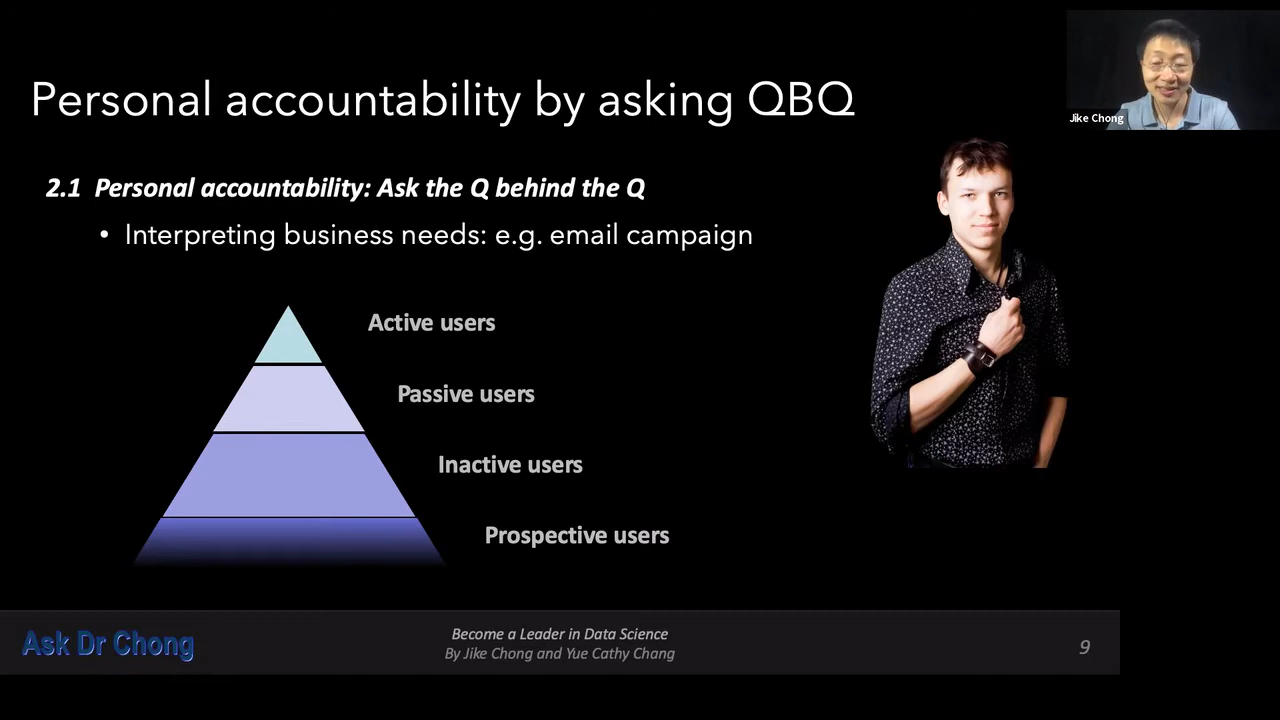 Personal accountability by asking QBQ
Jike Chong
2.1 Personal accountability: Ask the Q behind the Q
• Interpreting business needs: e.g. email campaign
Active users
Passive users
Inactive users
Prospective users
Ask Dr Chong
Become a Leader in Data Science
By Jike Chong and Yue Cathy Chang
9